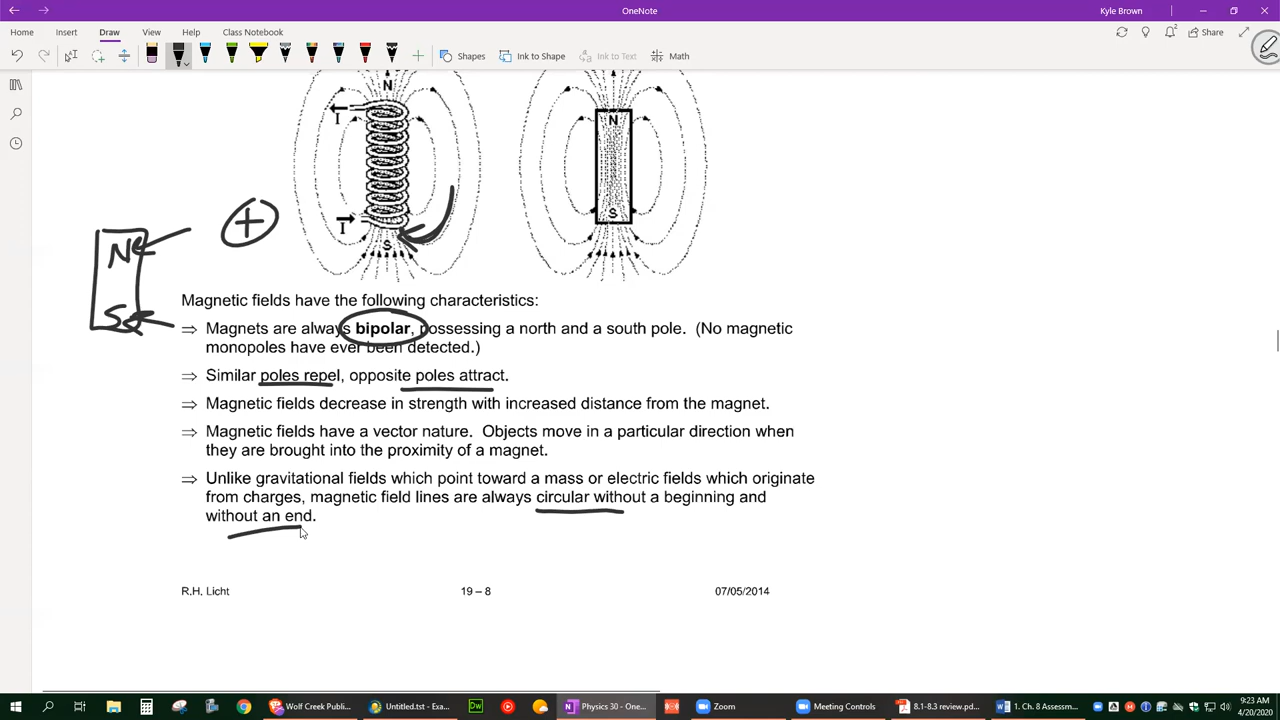 OneNote
Kyle Brown
Home Insert Draw View Help Class Notebook
Share
Shapes Ink to Shape Ink to Text Math
N N
I
I
S S
N
S
+
Magnetic fields have the following characteristics:
⇒ Magnets are always bipolar, possessing a north and a south pole. (No magnetic
monopoles have ever been detected.)
⇒ Similar poles repel, opposite poles attract.
⇒ Magnetic fields decrease in strength with increased distance from the magnet.
⇒ Magnetic fields have a vector nature. Objects move in a particular direction when
they are brought into the proximity of a magnet.
⇒ Unlike gravitational fields which point toward a mass or electric fields which originate
from charges, magnetic field lines are always circular without a beginning and
without an end.
R.H. Licht 19 – 8 07/05/2014
Wolf Creek Publi... Untitled.tst - Exa... Dw Physics 30 - One... Zoom Meeting Controls 8.1-8.3 review.pd... 1. Ch. 8 Assessm... 9:23 AM
4/20/2020